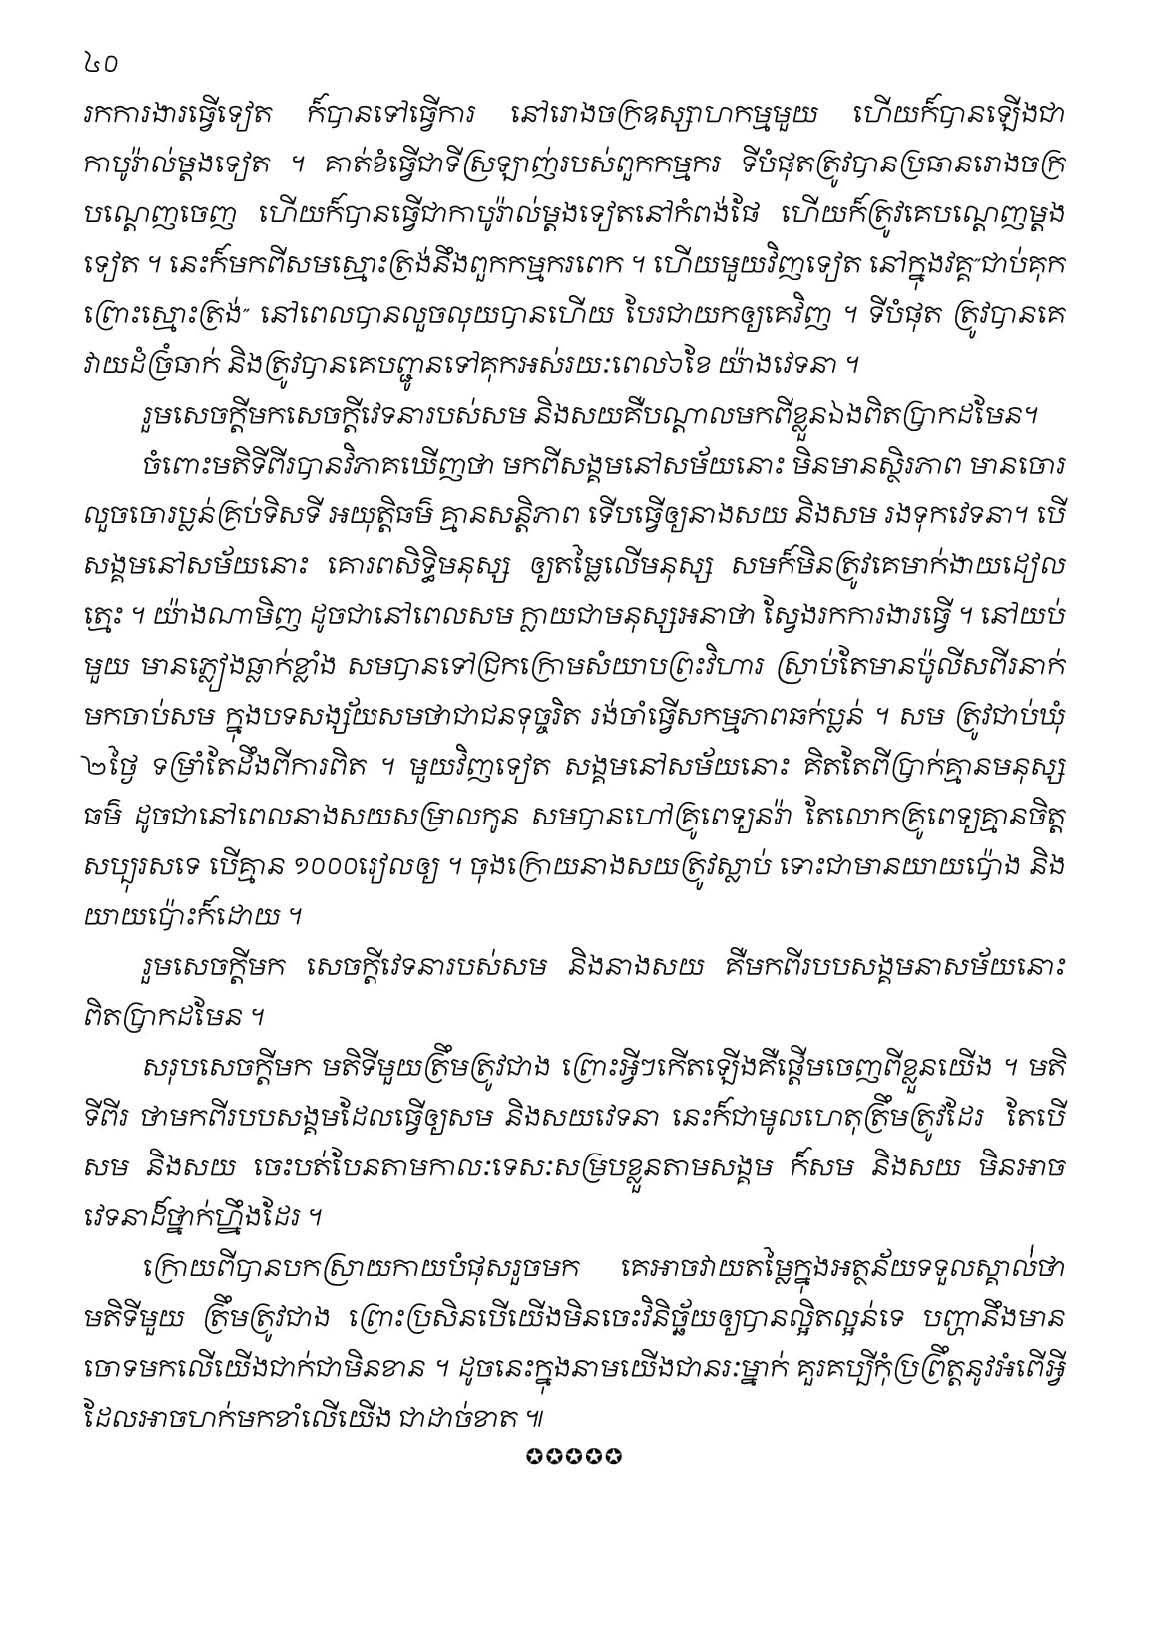 ៤០
រកការងារធ្វើទៀត ក៏បានទៅធ្វើការ នៅរោងចក្រឧស្សាហកម្មមួយ ហើយក៏បានឡើងជា
កាបូរ៉ាល់ម្តងទៀត ។ គាត់ខំធ្វើជាទីស្រឡាញ់របស់ពួកកម្មករ ទីបំផុតត្រូវបានប្រធានរោងចក្រ
បណ្តេញចេញ ហើយក៏បានធ្វើជាកាបូរ៉ាល់ម្តងទៀតនៅកំពង់ផែ ហើយក៏ត្រូវគេបណ្តេញម្តង
ទៀត ។ នេះក៏មកពីសមស្មោះត្រង់នឹងពួកកម្មករពេក ។ ហើយមួយវិញទៀត នៅក្នុងវគ្គ"ជាប់គុក
ព្រោះស្មោះត្រង់" នៅពេលបានលួចលុយបានហើយ បែរជាយកឲ្យគេវិញ ។ ទីបំផុត ត្រូវបានគេ
វាយដំច្រំធាក់ និងត្រូវបានគេបញ្ជូនទៅគុកអស់រយៈពេល៦ខែ យ៉ាងវេទនា ។
រួមសេចក្តីមកសេចក្តីវេទនារបស់សម និងសយគឺបណ្តាលមកពីខ្លួនឯងពិតប្រាកដមែន។
ចំពោះមតិទីពីរបានវិភាគឃើញថា មកពីសង្គមនៅសម័យនោះ មិនមានស្ថិរភាព មានចោរ
លួចចោរប្លន់គ្រប់ទិសទី អយុត្តិធម៌ គ្មានសន្តិភាព ទើបធ្វើឲ្យនាងសយ និងសម រងទុកវេទនា។ បើ
សង្គមនៅសម័យនោះ គោរពសិទ្ធិមនុស្ស ឲ្យតម្លៃលើមនុស្ស សមក៏មិនត្រូវគេមាក់ងាយដៀល
ត្មេះ ។ យ៉ាងណាមិញ ដូចជានៅពេលសម ក្លាយជាមនុស្សអនាថា ស្វែងរកការងារធ្វើ ។ នៅយប់
មួយ មានភ្លៀងធ្លាក់ខ្លាំង សមបានទៅជ្រកក្រោមសំយាបព្រះវិហារ ស្រាប់តែមានប៉ូលីសពីរនាក់
មកចាប់សម ក្នុងបទសង្ស័យសមថាជាជនទុច្ចរិត រង់ចាំធ្វើសកម្មភាពឆក់ប្លន់ ។ សម ត្រូវជាប់ឃុំ
២ថ្ងៃ ទម្រាំតែដឹងពីការពិត ។ មួយវិញទៀត សង្គមនៅសម័យនោះ គិតតែពីប្រាក់គ្មានមនុស្ស
ធម៌ ដូចជានៅពេលនាងសយសម្រាលកូន សមបានហៅគ្រូពេទ្យនរ៉ា តែលោកគ្រូពេទ្យគ្មានចិត្ត
សប្បុរសទេ បើគ្មាន ១០០០រៀលឲ្យ ។ ចុងក្រោយនាងសយត្រូវស្លាប់ ទោះជាមានយាយប៉ោង និង
យាយប៉ោះក៏ដោយ ។
រួមសេចក្តីមក សេចក្តីវេទនារបស់សម និងនាងសយ គឺមកពីរបបសង្គមនាសម័យនោះ
ពិតប្រាកដមែន ។
សរុបសេចក្តីមក មតិទីមួយត្រឹមត្រូវជាង ព្រោះអ្វីៗកើតឡើងគឺផ្តើមចេញពីខ្លួនយើង ។ មតិ
ទីពីរ ថាមកពីរបបសង្គមដែលធ្វើឲ្យសម និងសយវេទនា នេះក៏ជាមូលហេតុត្រឹមត្រូវដែរ តែបើ
សម និងសយ ចេះបត់បែនតាមកាលៈទេសៈសម្របខ្លួនតាមសង្គម ក៏សម និងសយ មិនអាច
វេទនាដ៏ថ្នាក់ហ្នឹងដែរ ។
ក្រោយពីបានបកស្រាយកាយបំផុសរួចមក គេអាចវាយតម្លៃក្នុងអត្ថន័យទទួលស្គាល់ថា
មតិទីមួយ ត្រឹមត្រូវជាង ព្រោះប្រសិនបើយើងមិនចេះវិនិច្ឆ័យឲ្យបានល្អិតល្អន់ទេ បញ្ហានឹងមាន
ចោទមកលើយើងជាក់ជាមិនខាន ។ ដូចនេះក្នុងនាមយើងជានរៈម្នាក់ គួរគប្បីកុំប្រព្រឹត្តនូវអំពើអ្វី
ដែលអាចហក់មកខាំលើយើង ជាដាច់ខាត ៕
✪✪✪✪✪